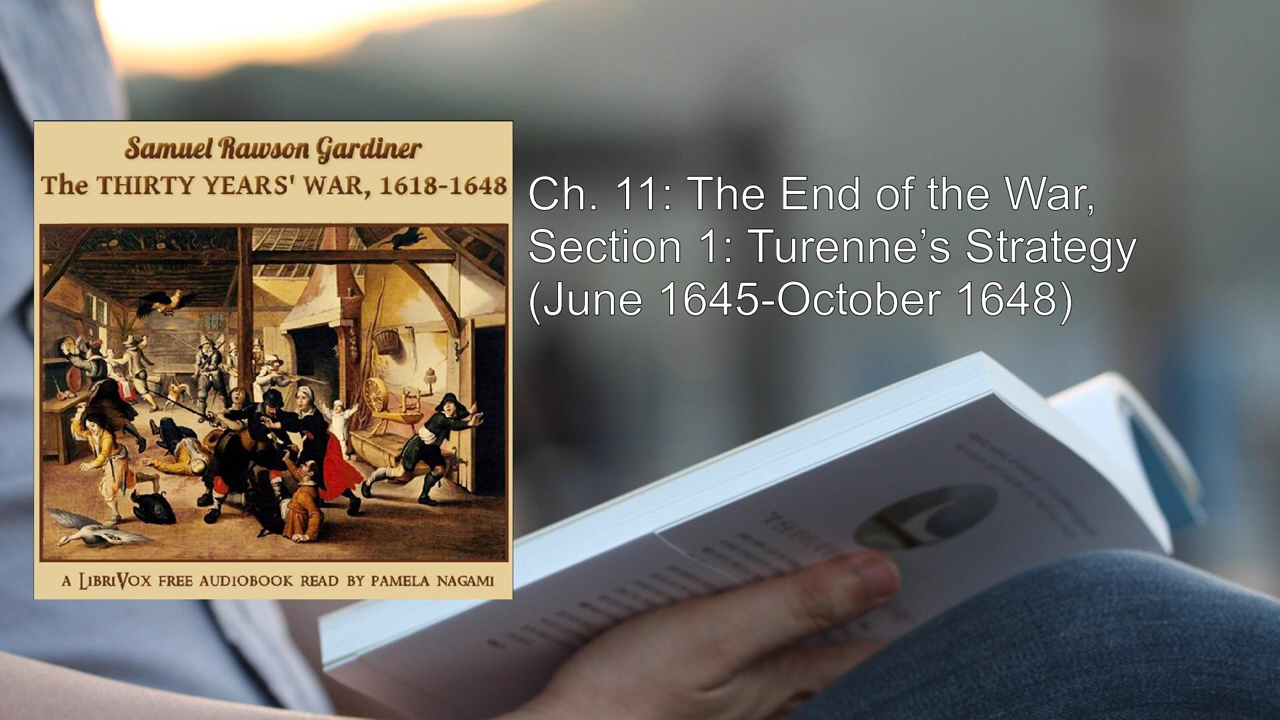 Samuel Rawson Gardiner
The THIRTY YEARS' WAR, 1618-1648
A LIBRIVOX FREE AUDIOBOOK READ BY PAMELA NAGAMI
Ch. 11: The End of the War,
Section 1: Turenne’s Strategy
(June 1645-October 1648)